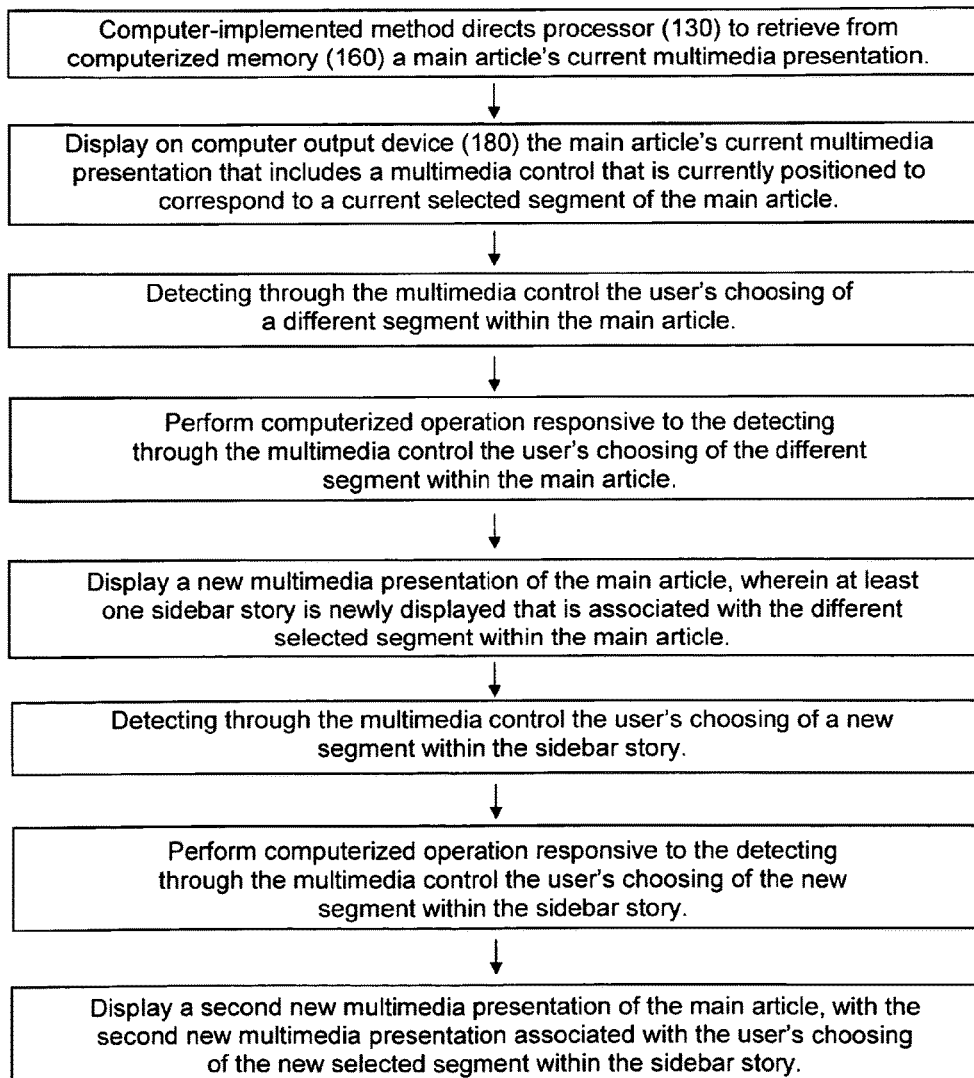 Computer-implemented method directs processor (130) to retrieve from
computerized memory (160) a main article's current multimedia presentation.
Display on computer output device (180) the main article's current multimedia
presentation that includes a multimedia control that is currently positioned to
correspond to a current selected segment of the main article.
Detecting through the multimedia control the user's choosing of
a different segment within the main article.
Perform computerized operation responsive to the detecting
through the multimedia control the user's choosing of the different
segment within the main article.
Display a new multimedia presentation of the main article, wherein at least
one sidebar story is newly displayed that is associated with the different
selected segment within the main article.
Detecting through the multimedia control the user's choosing of a new
segment within the sidebar story.
Perform computerized operation responsive to the detecting
through the multimedia control the user's choosing of the new
segment within the sidebar story.
Display a second new multimedia presentation of the main article, with the
second new multimedia presentation associated with the user's choosing
of the new selected segment within the sidebar story.